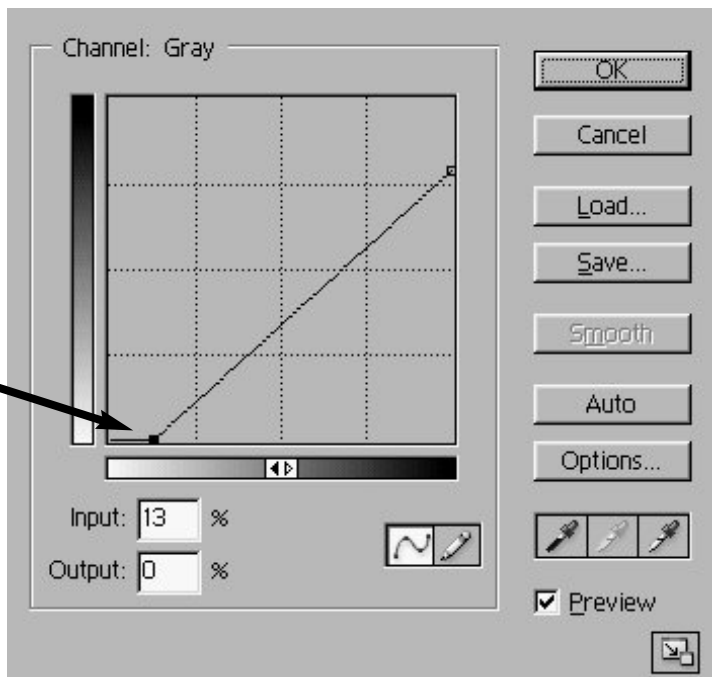 Channel: Gray
OK
Cancel
Load...
Save...
Smooth
Auto
Options...
Input: 13 %
Output: 0 %
Preview